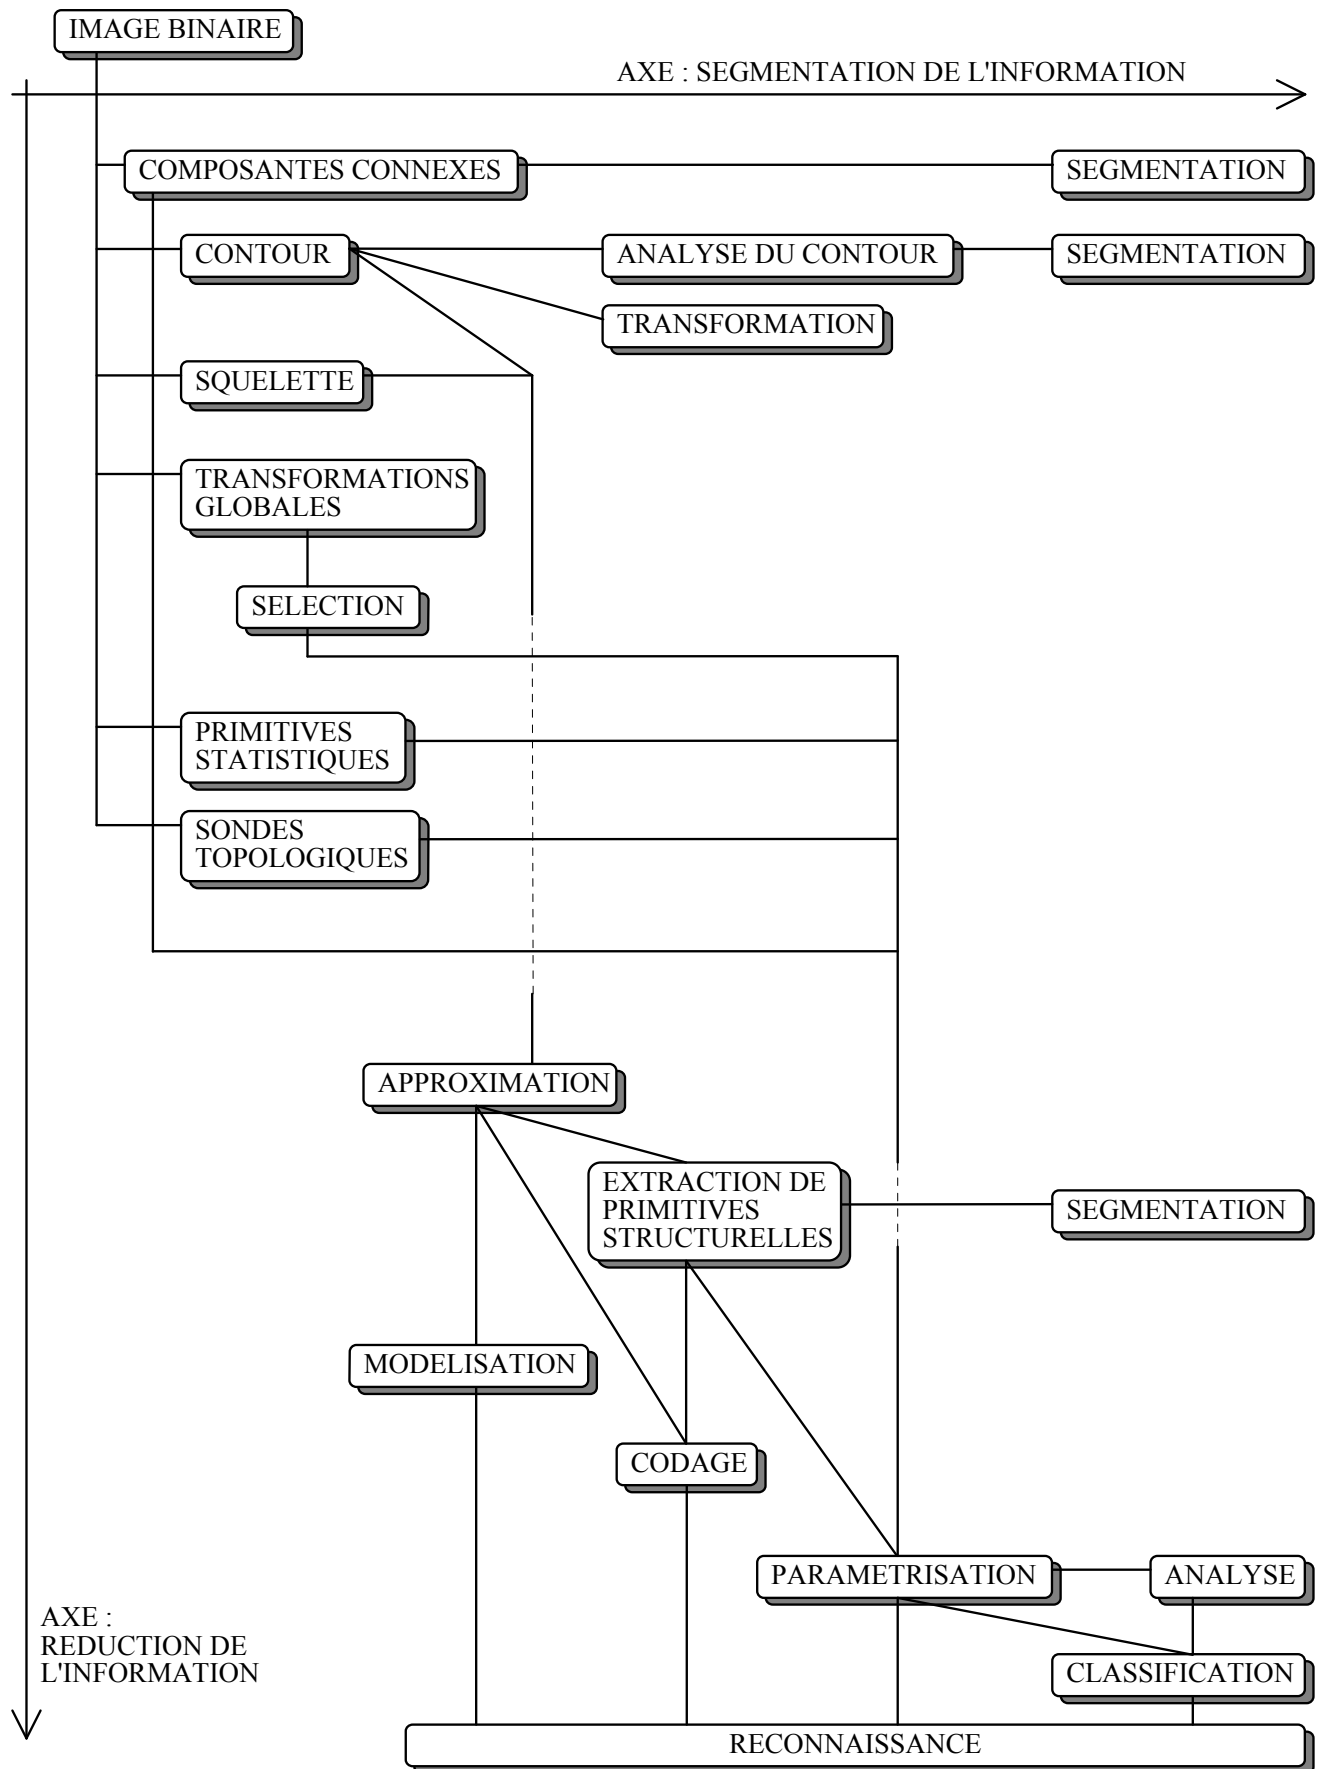 IMAGE BINAIRE
AXE : SEGMENTATION DE L'INFORMATION
COMPOSANTES CONNEXES
SEGMENTATION
CONTOUR
ANALYSE DU CONTOUR
SEGMENTATION
TRANSFORMATION
SQUELETTE
TRANSFORMATIONS
GLOBALES
SELECTION
PRIMITIVES
STATISTIQUES
SONDES
TOPOLOGIQUES
APPROXIMATION
EXTRACTION DE
PRIMITIVES
STRUCTURELLES
SEGMENTATION
MODELISATION
CODAGE
PARAMETRISATION
ANALYSE
AXE :
REDUCTION DE
L'INFORMATION
CLASSIFICATION
RECONNAISSANCE